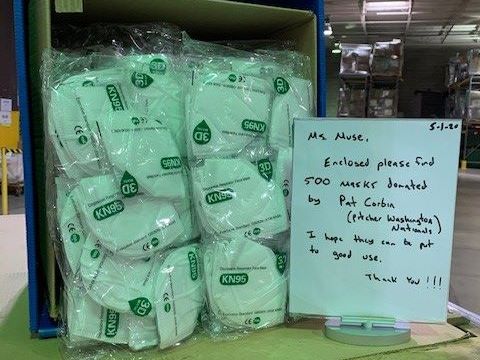 5-1-20
Ms. Muse,
Enclosed please find
500 masks donated
by Pat Corbin
(pitcher Washington
Nationals)
I hope they can be put
to good use.
Thank You!!!
KN95
3D
KN95
KN95
3D
KN95
KN95
3D
KN95
KN95
3D